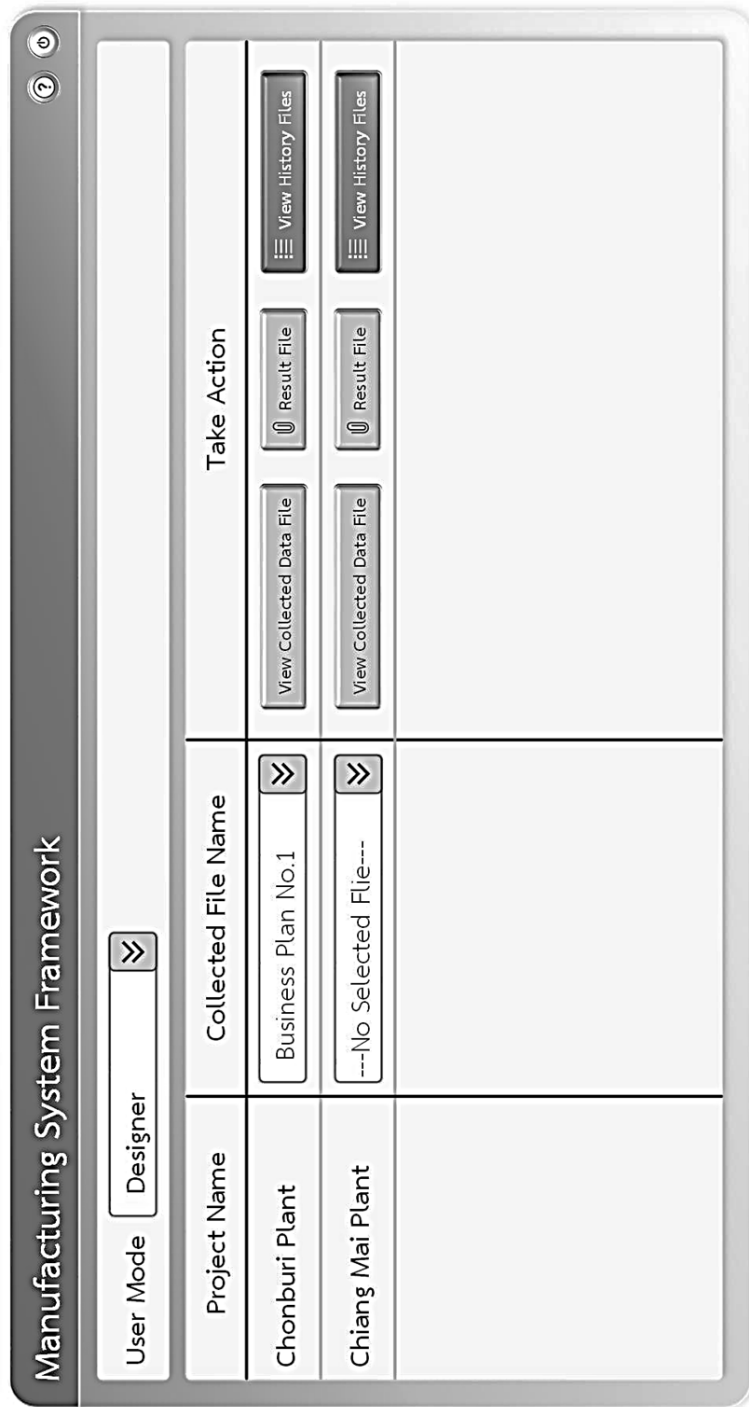 Manufacturing System Framework
?
User Mode Designer
Project Name Collected File Name Take Action
Chonburi Plant Business Plan No.1 View Collected Data File Result File View History Files
Chiang Mai Plant ---No Selected Flie--- View Collected Data File Result File View History Files